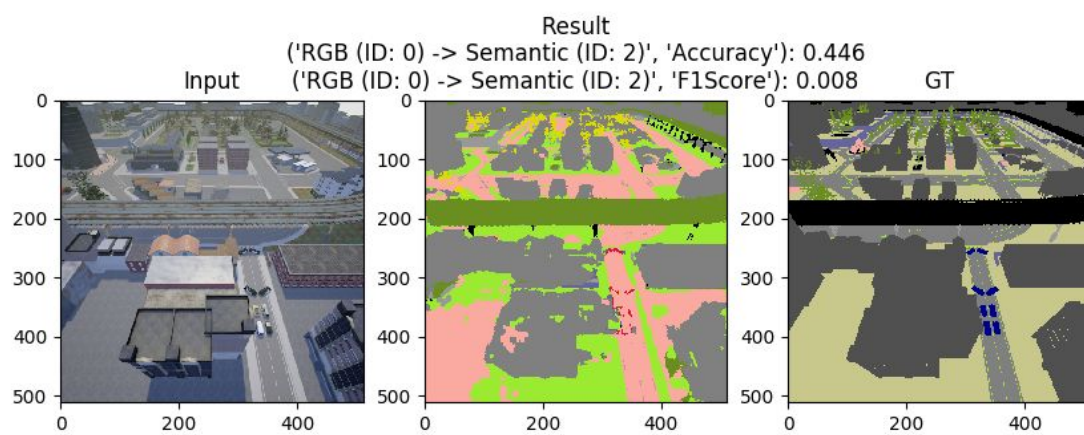 Result
('RGB (ID: 0) -> Semantic (ID: 2)', 'Accuracy'): 0.446
Input ('RGB (ID: 0) -> Semantic (ID: 2)', 'F1Score'): 0.008 GT
0 0 0
100 100 100
200 200 200
300 300 300
400 400 400
500 500 500
0 200 400 0 200 400 0 200 400